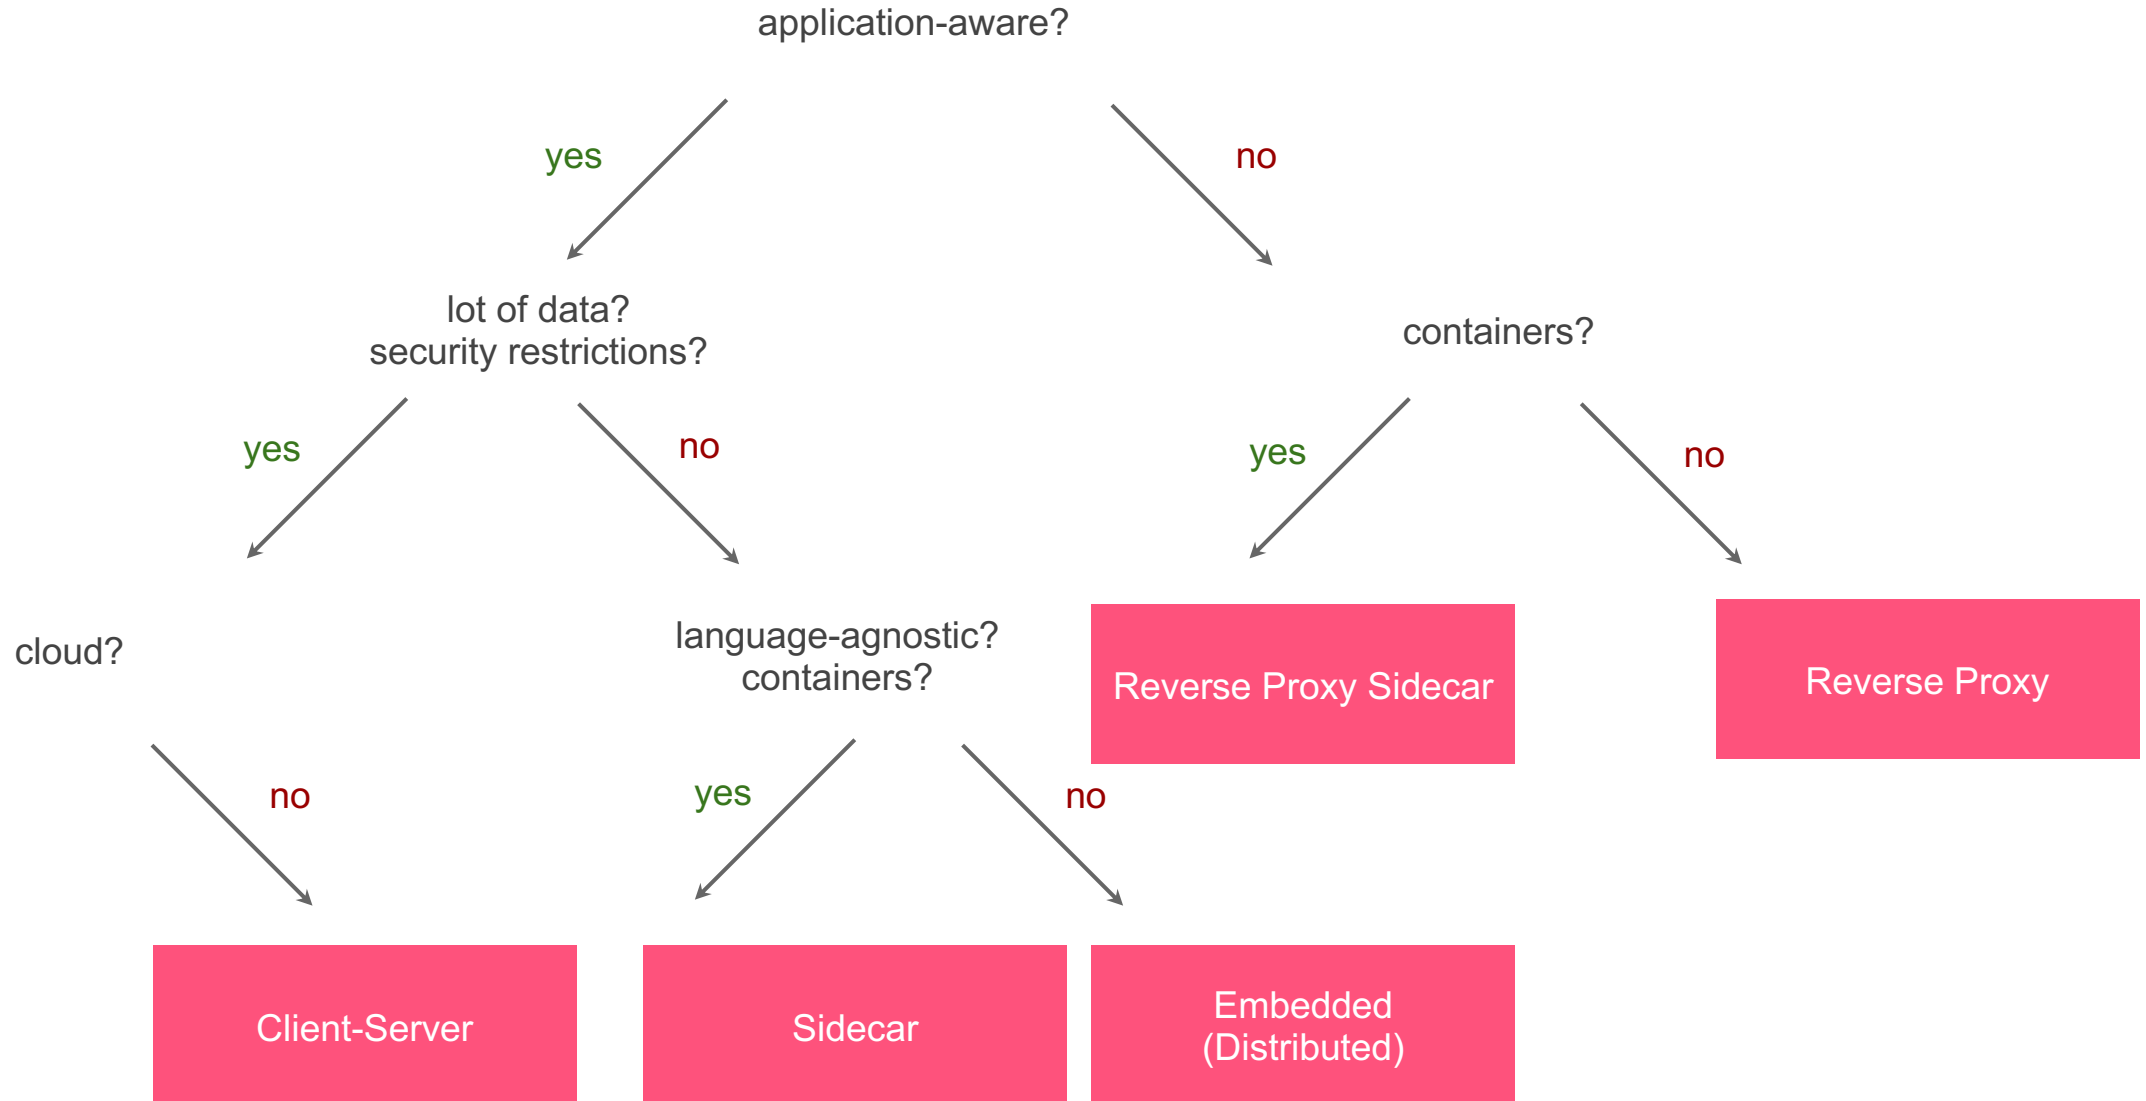 application-aware?
yes
no
lot of data?
security restrictions?
containers?
yes
no
yes
no
cloud?
language-agnostic?
containers?
Reverse Proxy Sidecar
Reverse Proxy
no
yes
no
Client-Server
Sidecar
Embedded
(Distributed)